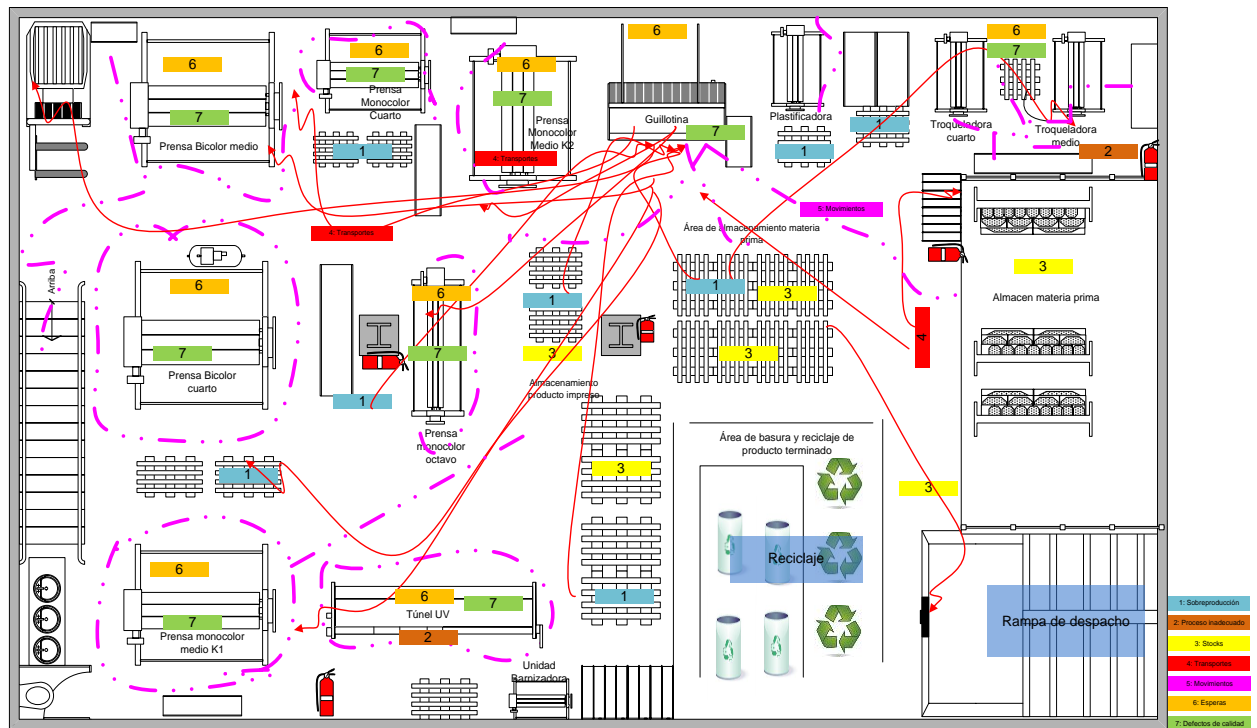 6
7
Prensa Bicolor medio
6
7
Prensa
Monocolor
Cuarto
1
6
7
Prensa
Monocolor
Medio K2
4: Transportes
4: Transportes
6
Guillotina
7
Plastificadora
1
1
6
7
Troqueladora
cuarto
Troqueladora
medio
2
5: Movimientos
Área de almacenamiento materia
prima
1
3
3
3
Almacen materia prima
4
Arriba
6
7
Prensa Bicolor
cuarto
6
7
Prensa
monocolor
octavo
1
1
3
Almacenamiento
producto impreso
3
1
1
6
7
Prensa monocolor
medio K1
6
7
Túnel UV
2
Unidad
Barnizadora
Área de basura y reciclaje de
producto terminado
Reciclaje
3
Rampa de despacho
1: Sobreproducción
2: Proceso inadecuado
3: Stocks
4: Transportes
5: Movimientos
6: Esperas
7: Defectos de calidad